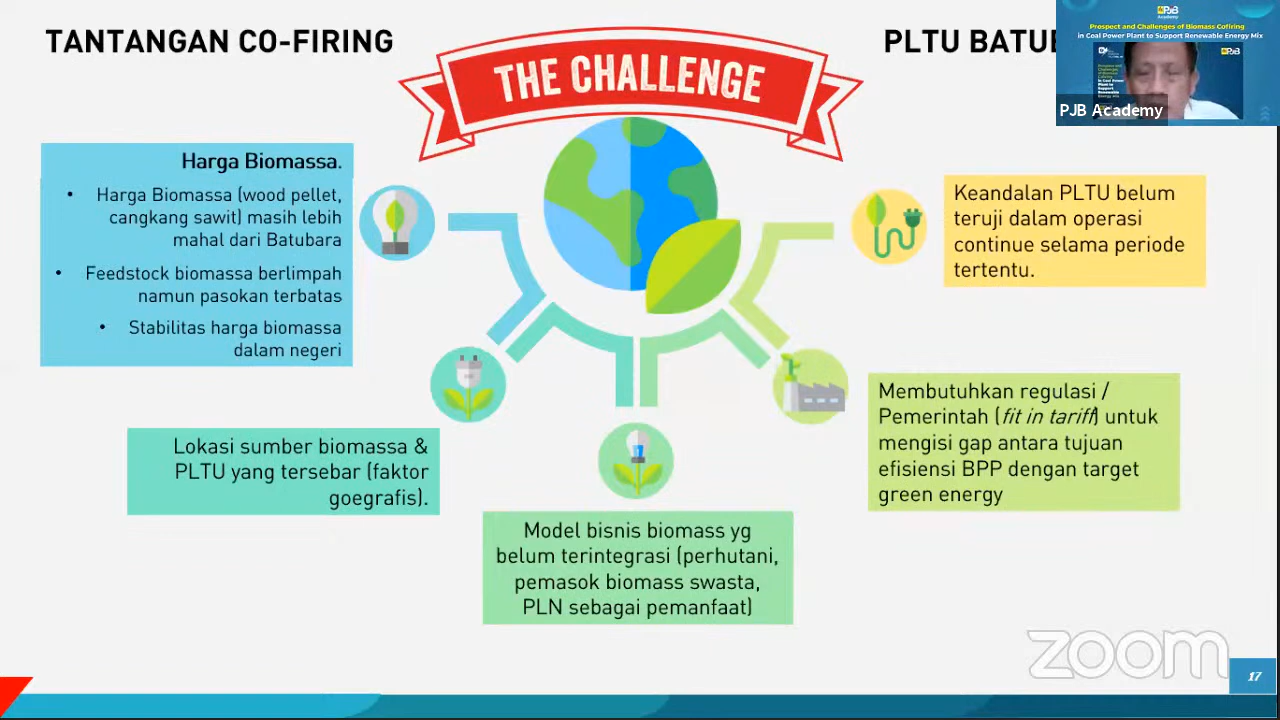 TANTANGAN CO-FIRING
THE CHALLENGE
PLTU BATUB
PJB
Academy
Prospect and Challenges of Biomass Cofiring
in Coal Power Plant to Support Renewable Energy Mix
PJB
PJB Academy
Harga Biomassa.
• Harga Biomassa (wood pellet,
cangkang sawit) masih lebih
mahal dari Batubara
• Feedstock biomassa berlimpah
namun pasokan terbatas
• Stabilitas harga biomassa
dalam negeri
Lokasi sumber biomassa &
PLTU yang tersebar (faktor
goegrafis).
Model bisnis biomass yg
belum terintegrasi (perhutani,
pemasok biomass swasta,
PLN sebagai pemanfaat)
Keandalan PLTU belum
teruji dalam operasi
continue selama periode
tertentu.
Membutuhkan regulasi /
Pemerintah (fit in tariff) untuk
mengisi gap antara tujuan
efisiensi BPP dengan target
green energy
zoom
17